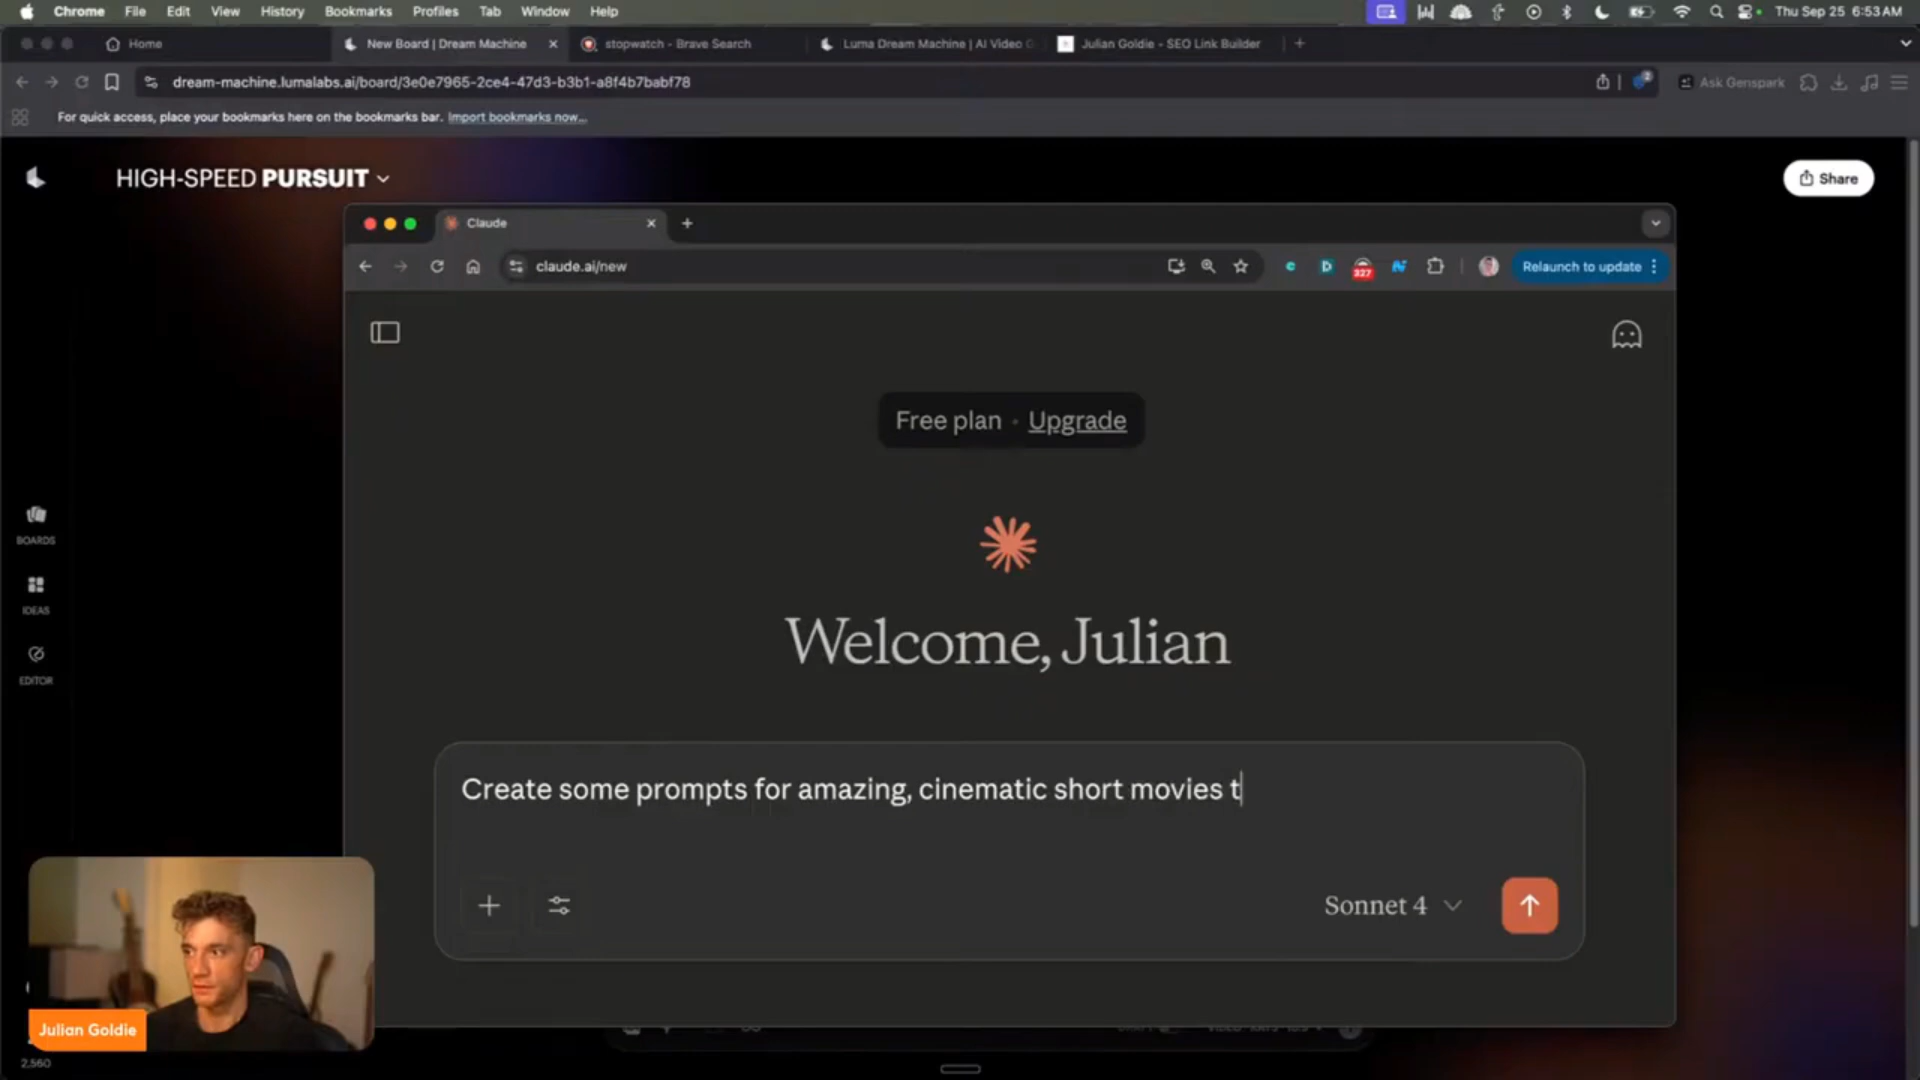 Chrome File Edit View History Bookmarks Profiles Tab Window Help Thu Sep 25 6:53 AM
Home New Board | Dream Machine stopwatch - Brave Search Luma Dream Machine | AI Video G Julian Goldie - SEO Link Builder
dream-machine.lumalabs.ai/board/3e0e7965-2ce4-47d3-b3b1-a8f4b7babf78 2 Ask Genspark
For quick access, place your bookmarks here on the bookmarks bar. Import bookmarks now...
HIGH-SPEED PURSUIT Share
Claude
claude.ai/new D 327 Relaunch to update
Free plan · Upgrade
BOARDS
IDEAS
Welcome, Julian
EDITOR
Create some prompts for amazing, cinematic short movies t
Sonnet 4
Julian Goldie
2,560